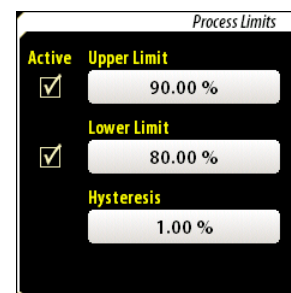 Process Limits
Active Upper Limit
90.00 %
Lower Limit
80.00 %
Hysteresis
1.00 %